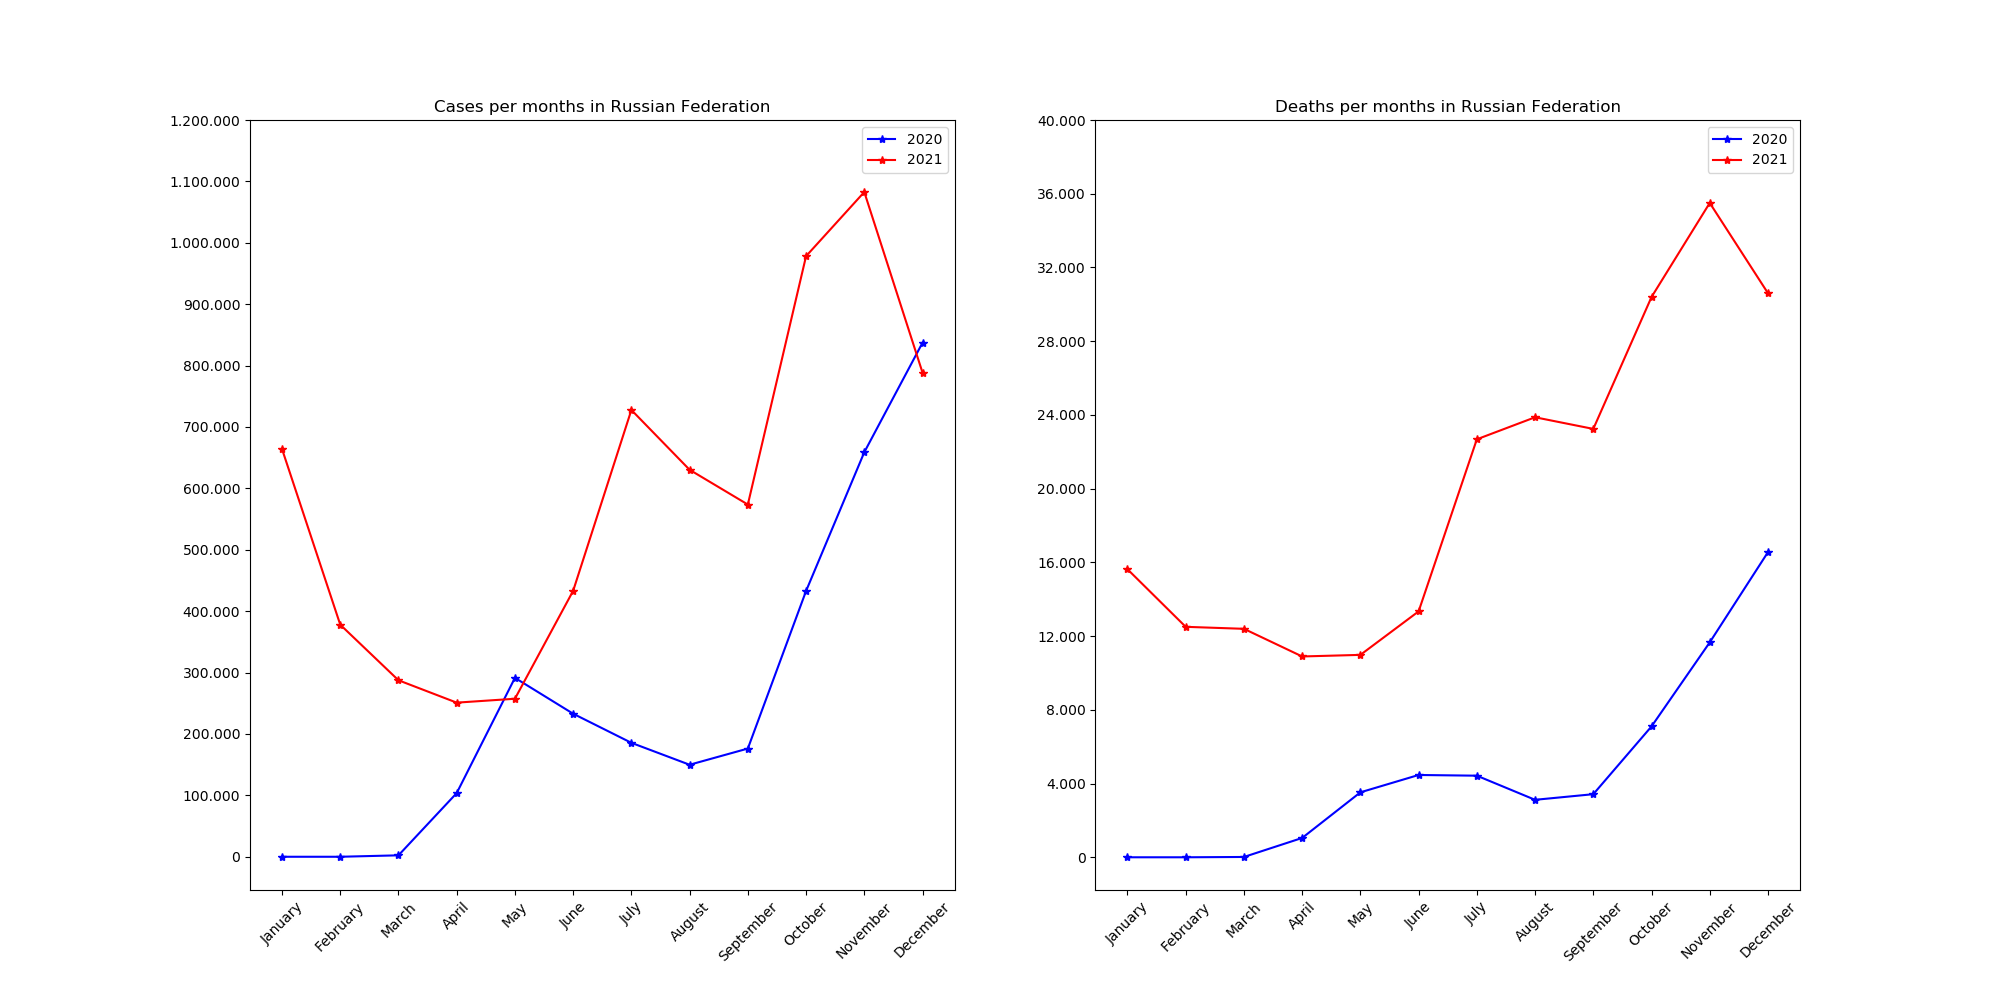 Cases per months in Russian Federation
1.200.000
1.100.000
1.000.000
900.000
800.000
700.000
600.000
500.000
400.000
300.000
200.000
100.000
0
2020
2021
January
February
March
April
May
June
July
August
September
October
November
December
Deaths per months in Russian Federation
40.000
36.000
32.000
28.000
24.000
20.000
16.000
12.000
8.000
4.000
0
2020
2021
January
February
March
April
May
June
July
August
September
October
November
December